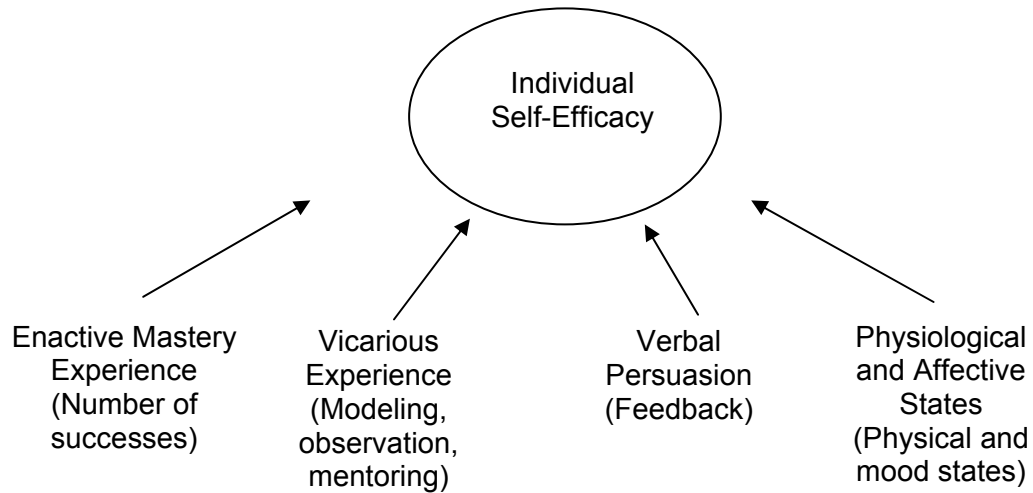 Individual
Self-Efficacy
Enactive Mastery
Experience
(Number of
successes)
Vicarious
Experience
(Modeling,
observation,
mentoring)
Verbal
Persuasion
(Feedback)
Physiological
and Affective
States
(Physical and
mood states)